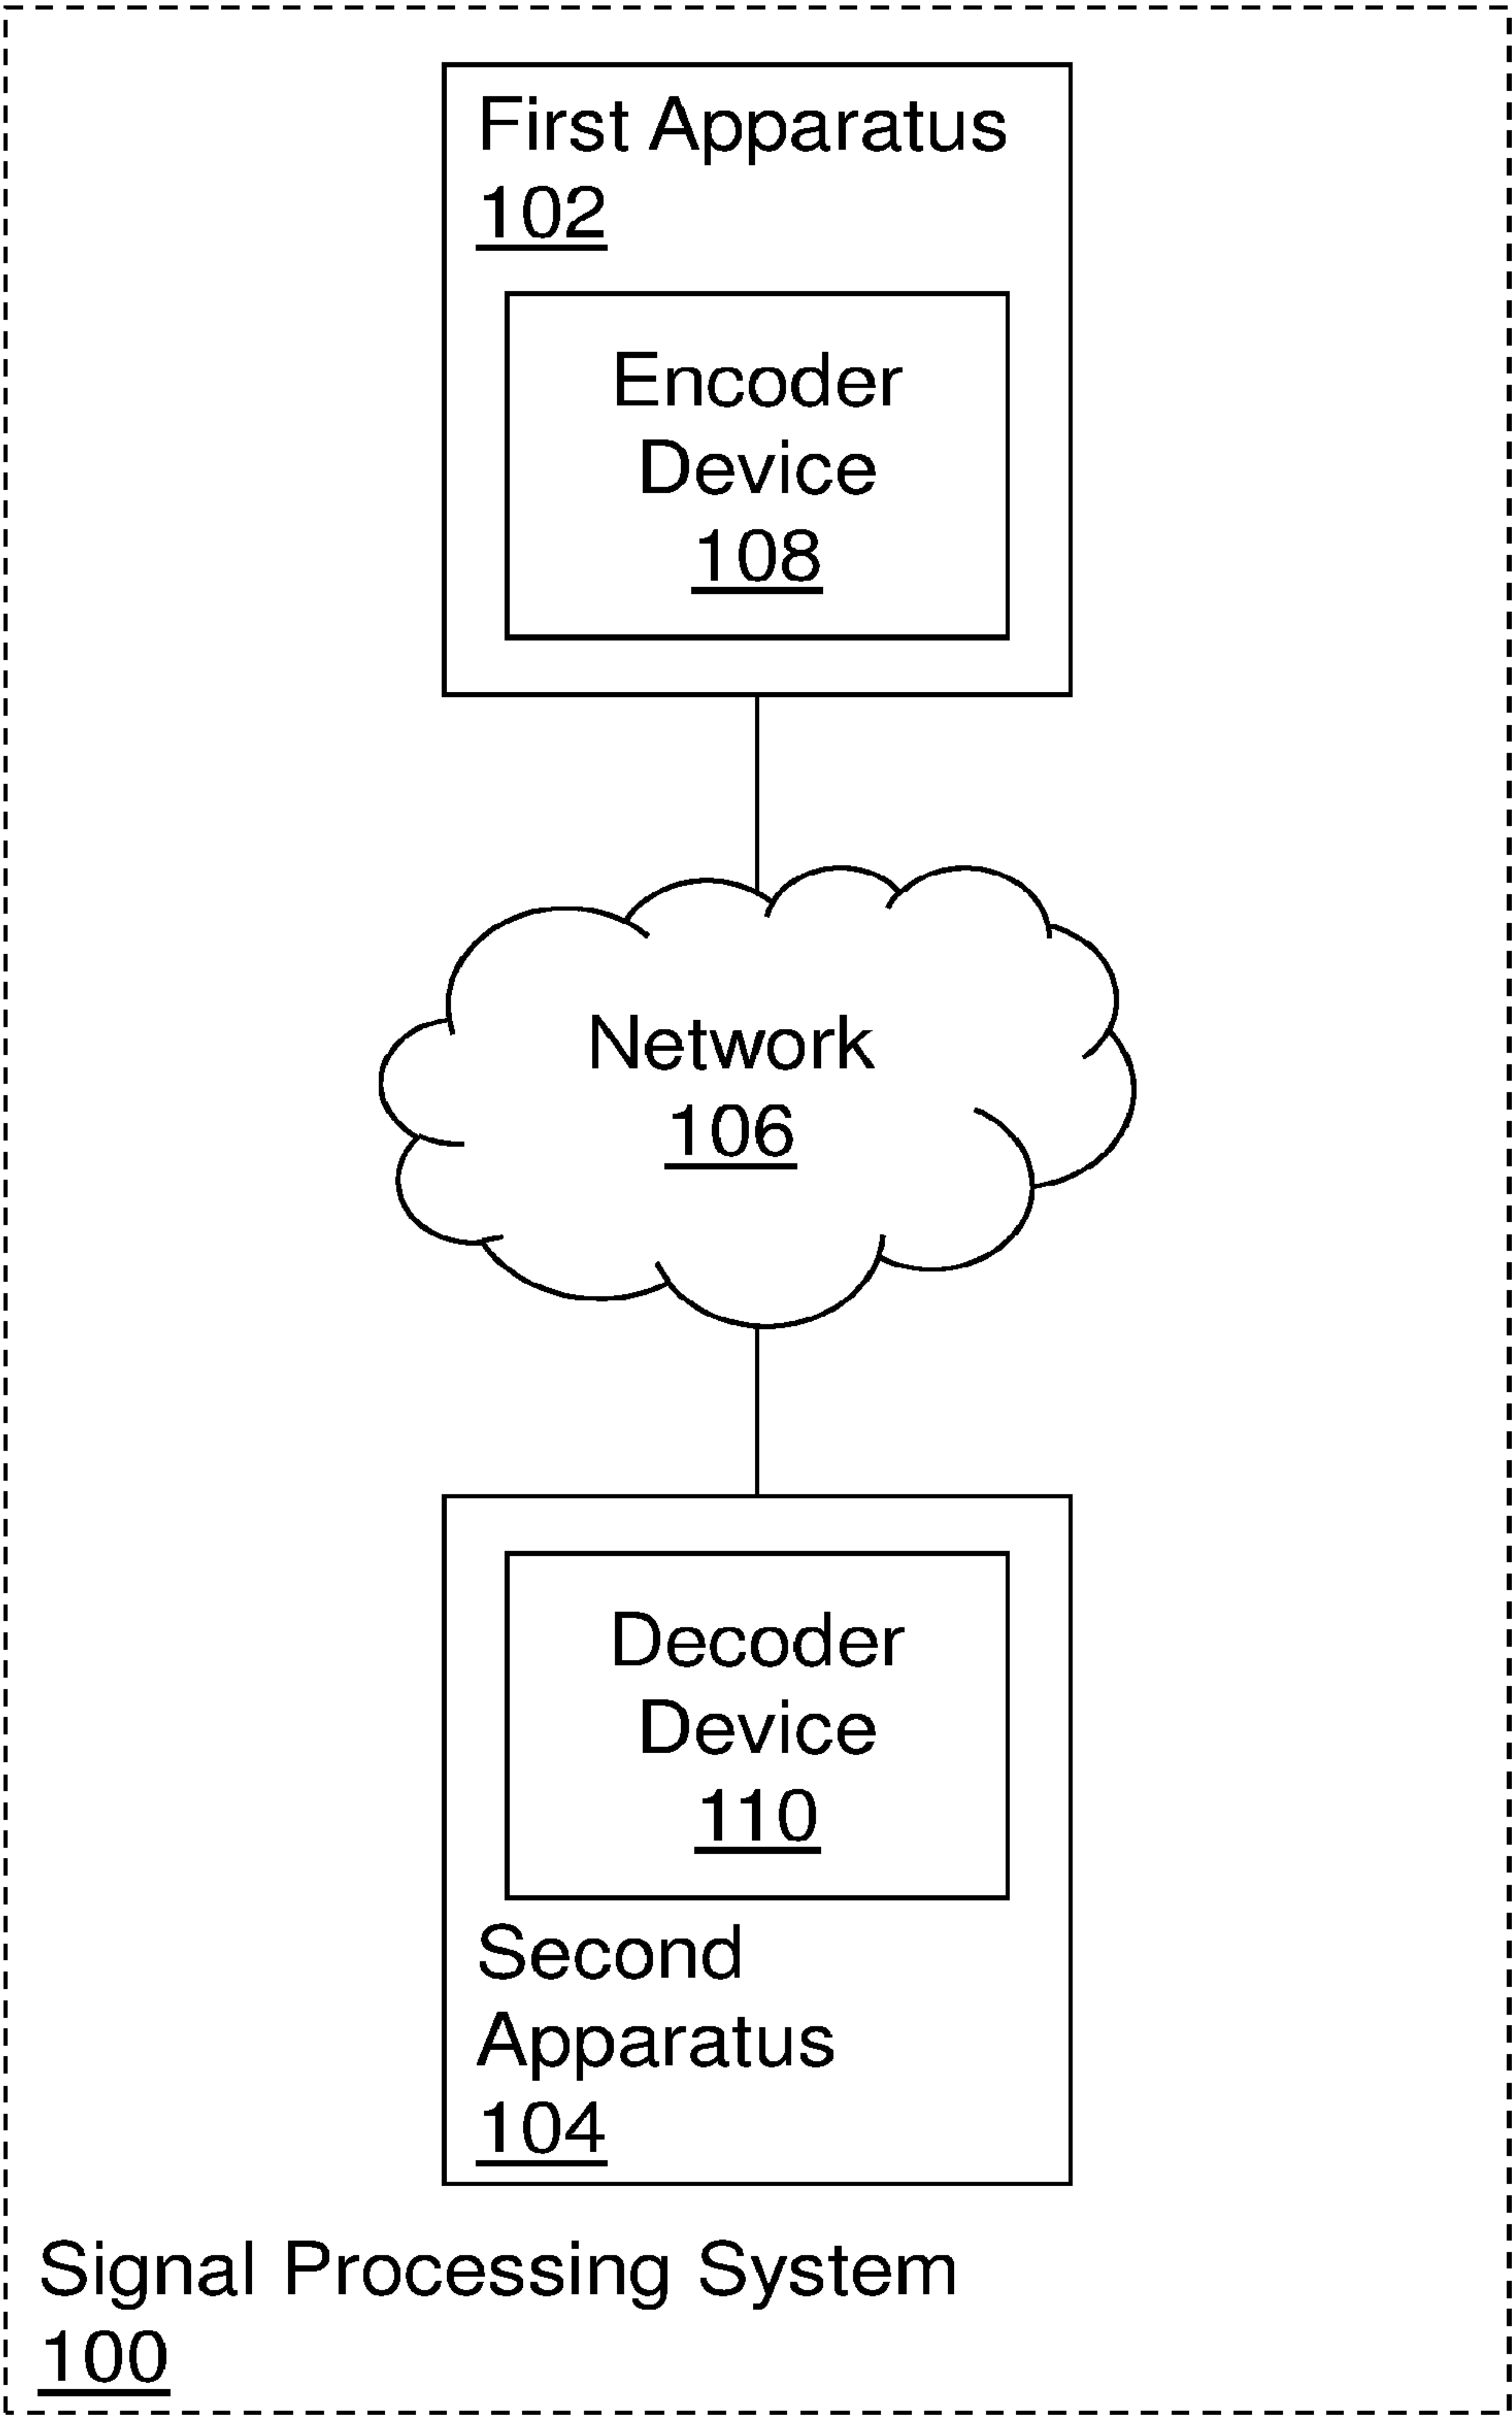 First Apparatus
102
Encoder
Device
108
Network
106
Decoder
Device
110
Second
Apparatus
104
Signal Processing System
100